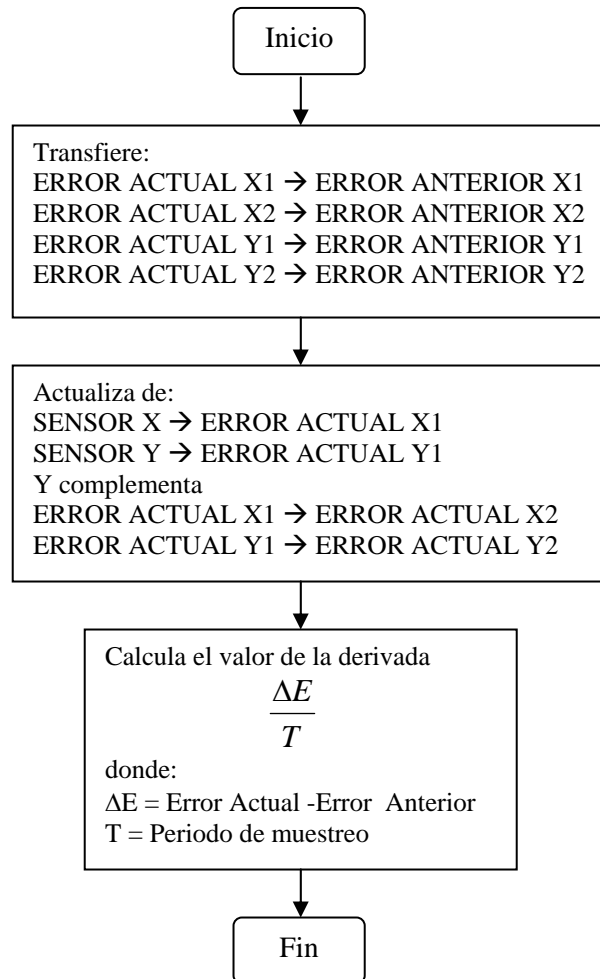 Inicio
Transfiere:
ERROR ACTUAL X1 → ERROR ANTERIOR X1
ERROR ACTUAL X2 → ERROR ANTERIOR X2
ERROR ACTUAL Y1 → ERROR ANTERIOR Y1
ERROR ACTUAL Y2 → ERROR ANTERIOR Y2
Actualiza de:
SENSOR X → ERROR ACTUAL X1
SENSOR Y → ERROR ACTUAL Y1
Y complementa
ERROR ACTUAL X1 → ERROR ACTUAL X2
ERROR ACTUAL Y1 → ERROR ACTUAL Y2
Calcula el valor de la derivada
ΔE
T
donde:
ΔE = Error Actual -Error Anterior
T = Periodo de muestreo
Fin